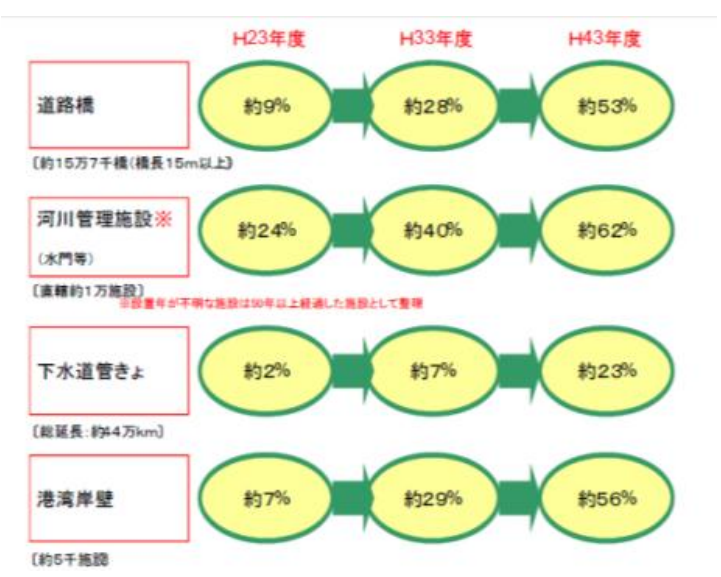 H23年度 H33年度 H43年度
道路橋 約9% 約28% 約53%
〔約15万7千橋(橋長15m以上)〕
河川管理施設※
(水門等)
約24% 約40% 約62%
〔直轄約1万施設〕
※設置年が不明な施設は50年以上経過した施設として整理
下水道管きょ 約2% 約7% 約23%
〔総延長:約44万km〕
港湾岸壁 約7% 約29% 約56%
〔約5千施設